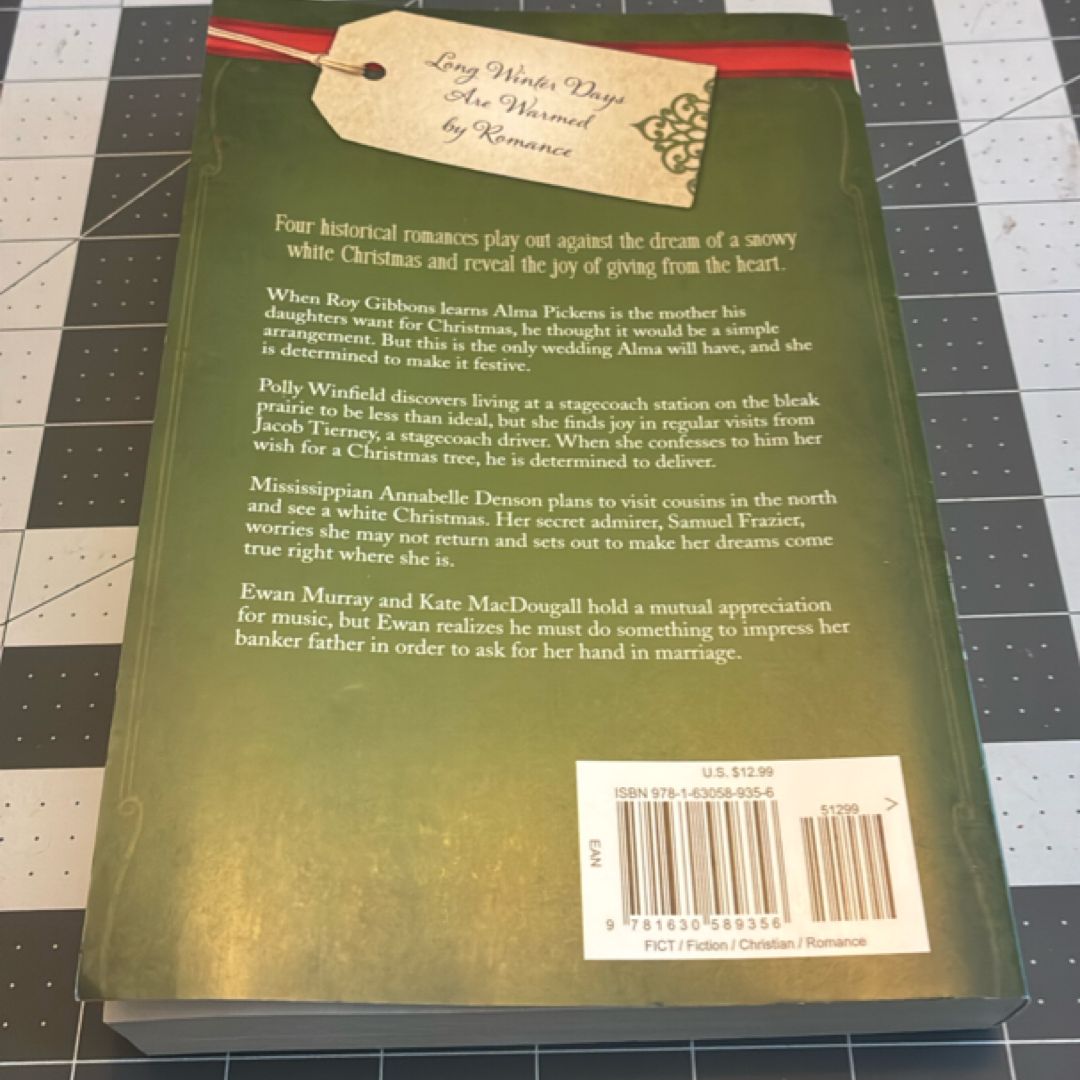 Long Winter Days
Are Warmed
by Romance
Four historical romances play out against the dream of a snowy
white Christmas and reveal the joy of giving from the heart.
When Roy Gibbons learns Alma Pickens is the mother his
daughters want for Christmas, he thought it would be a simple
arrangement. But this is the only wedding Alma will have, and she
is determined to make it festive.
Polly Winfield discovers living at a stagecoach station on the bleak
prairie to be less than ideal, but she finds joy in regular visits from
Jacob Tierney, a stagecoach driver. When she confesses to him her
wish for a Christmas tree, he is determined to deliver.
Mississippian Annabelle Denson plans to visit cousins in the north
and see a white Christmas. Her secret admirer, Samuel Frazier,
worries she may not return and sets out to make her dreams come
true right where she is.
Ewan Murray and Kate MacDougall hold a mutual appreciation
for music, but Ewan realizes he must do something to impress her
banker father in order to ask for her hand in marriage.
U.S. $12.99
ISBN 978-1-63058-935-6
51299 >
EAN
9 781630 589356
FICT / Fiction / Christian / Romance